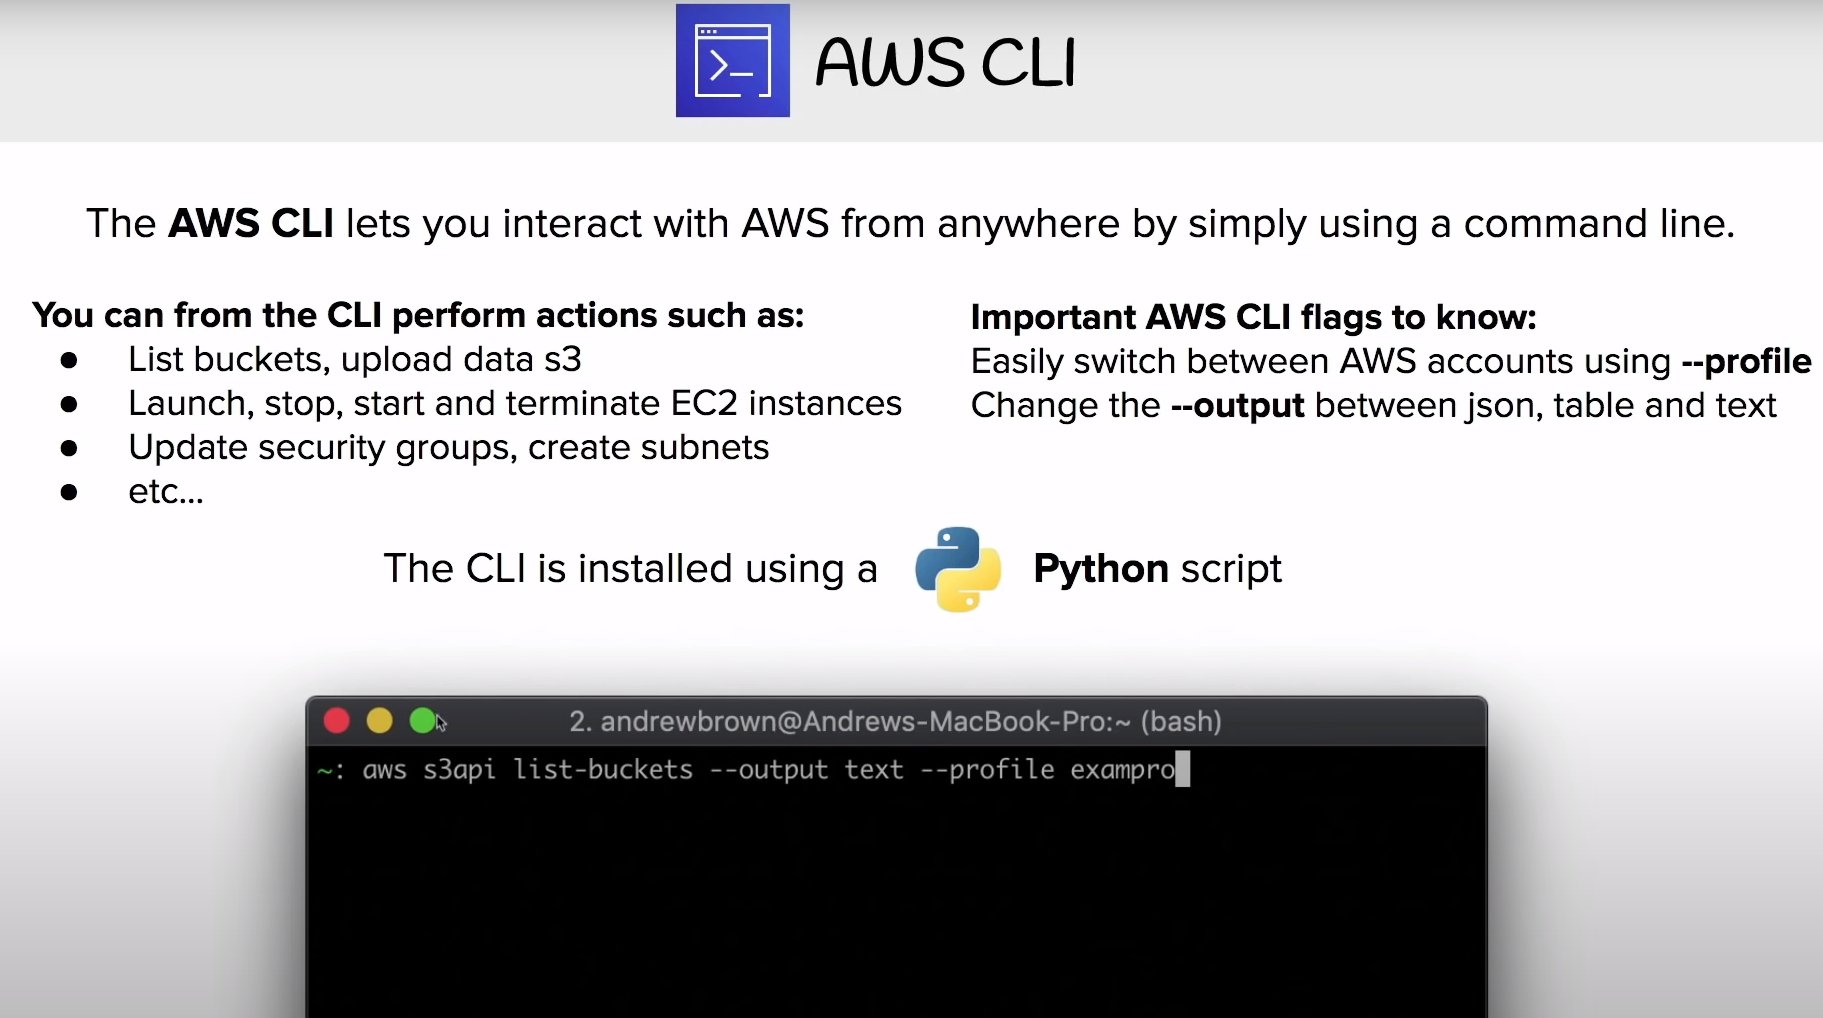 AWS CLI
The AWS CLI lets you interact with AWS from anywhere by simply using a command line.
You can from the CLI perform actions such as:
● List buckets, upload data s3
● Launch, stop, start and terminate EC2 instances
● Update security groups, create subnets
● etc...
Important AWS CLI flags to know:
Easily switch between AWS accounts using --profile
Change the --output between json, table and text
The CLI is installed using a Python script
2. andrewbrown@Andrews-MacBook-Pro:~ (bash)
~: aws s3api list-buckets --output text --profile exampro